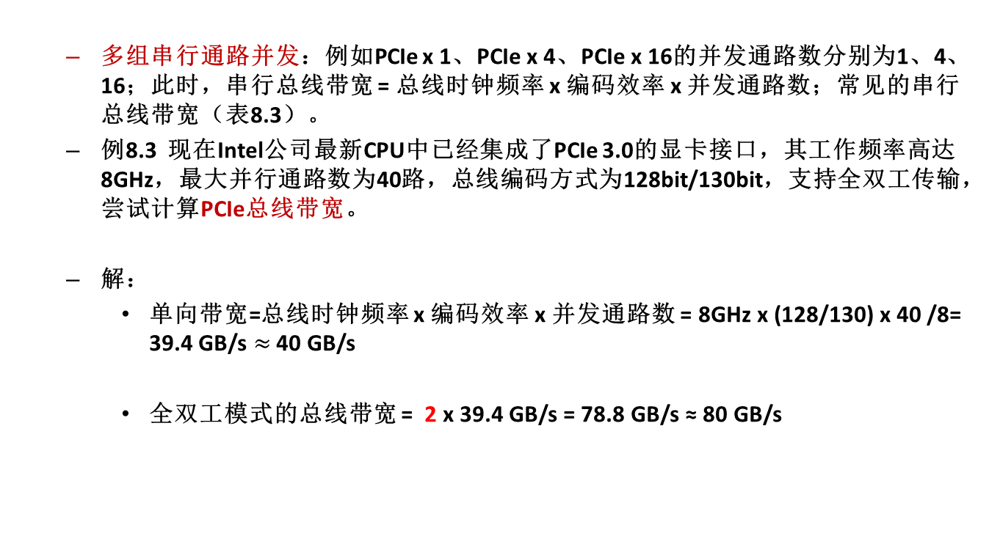 – 多组串行通路并发：例如PCIe x 1、PCIe x 4、PCIe x 16的并发通路数分别为1、4、
16；此时，串行总线带宽 = 总线时钟频率 x 编码效率 x 并发通路数；常见的串行
总线带宽（表8.3）。
– 例8.3 现在Intel公司最新CPU中已经集成了PCIe 3.0的显卡接口，其工作频率高达
8GHz，最大并行通路数为40路，总线编码方式为128bit/130bit，支持全双工传输，
尝试计算PCIe总线带宽。
– 解：
• 单向带宽=总线时钟频率 x 编码效率 x 并发通路数 = 8GHz x (128/130) x 40 /8=
39.4 GB/s ≈ 40 GB/s
• 全双工模式的总线带宽 = 2 x 39.4 GB/s = 78.8 GB/s ≈ 80 GB/s